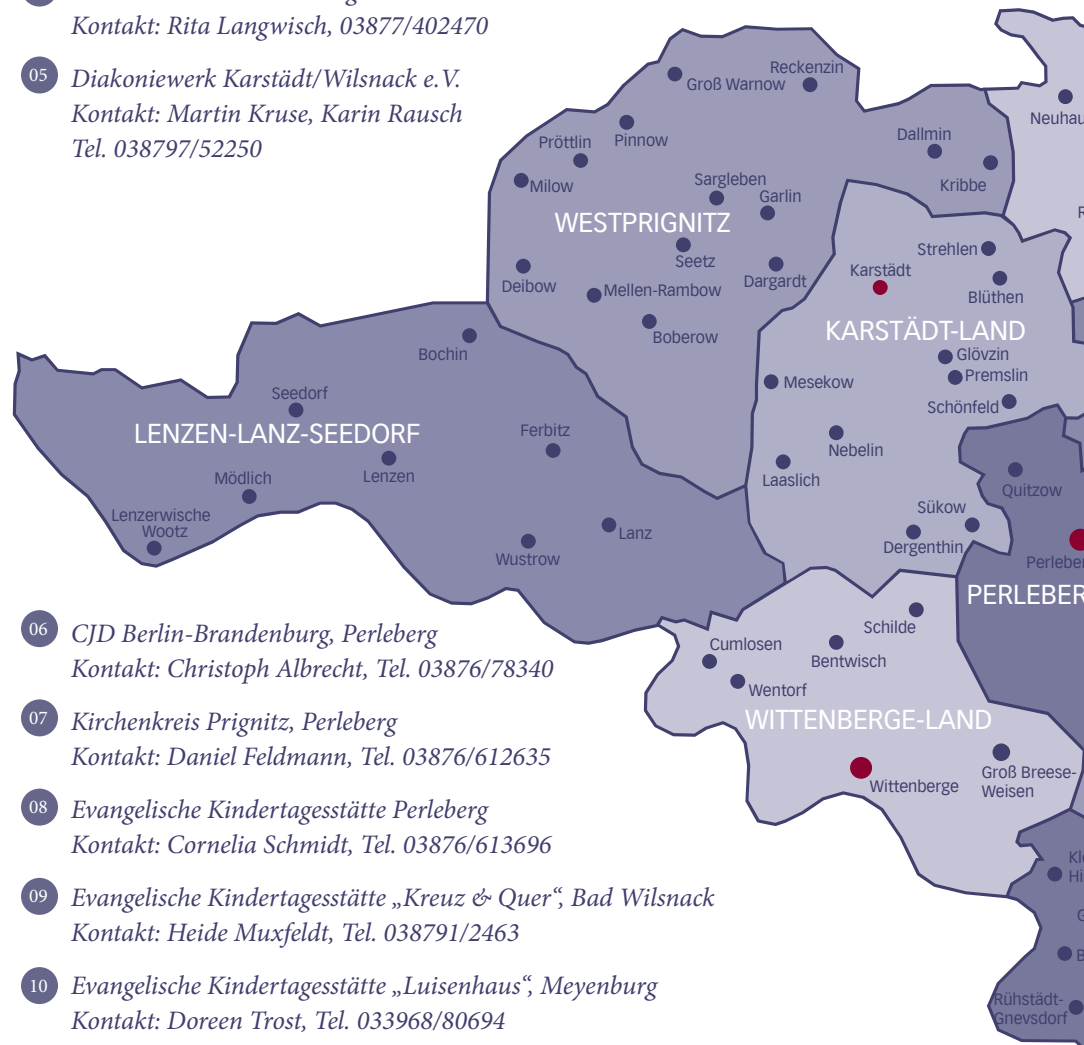 Kontakt: Rita Langwisch, 03877/402470
05 Diakoniewerk Karstädt/Wilsnack e.V.
Kontakt: Martin Kruse, Karin Rausch
Tel. 038797/52250
Reckenzin
Groß Warnow
Pröttlin
Pinnow
Milow
Dallmin
Kribbe
Sargleben
Garlin
WESTPRIGNITZ
Seetz
Dargardt
Deibow
Mellen-Rambow
Boberow
Strehlen
Karstädt
Blüthen
KARSTÄDT-LAND
Glövzin
Premslin
Mesekow
Schönfeld
Nebelin
Laaslich
Sükow
Dergenthin
Bochin
Seedorf
LENZEN-LANZ-SEEDORF
Ferbitz
Lenzen
Mödlich
Lenzerwische
Wootz
Lanz
Wustrow
Quitzow
Schilde
Cumlosen
Bentwisch
Wentorf
WITTENBERGE-LAND
Wittenberge
Groß Breese-
Weisen
Rühstädt-
Gnevsdorf
06 CJD Berlin-Brandenburg, Perleberg
Kontakt: Christoph Albrecht, Tel. 03876/78340
07 Kirchenkreis Prignitz, Perleberg
Kontakt: Daniel Feldmann, Tel. 03876/612635
08 Evangelische Kindertagesstätte Perleberg
Kontakt: Cornelia Schmidt, Tel. 03876/613696
09 Evangelische Kindertagesstätte „Kreuz & Quer“, Bad Wilsnack
Kontakt: Heide Muxfeldt, Tel. 038791/2463
10 Evangelische Kindertagesstätte „Luisenhaus“, Meyenburg
Kontakt: Doreen Trost, Tel. 033968/80694